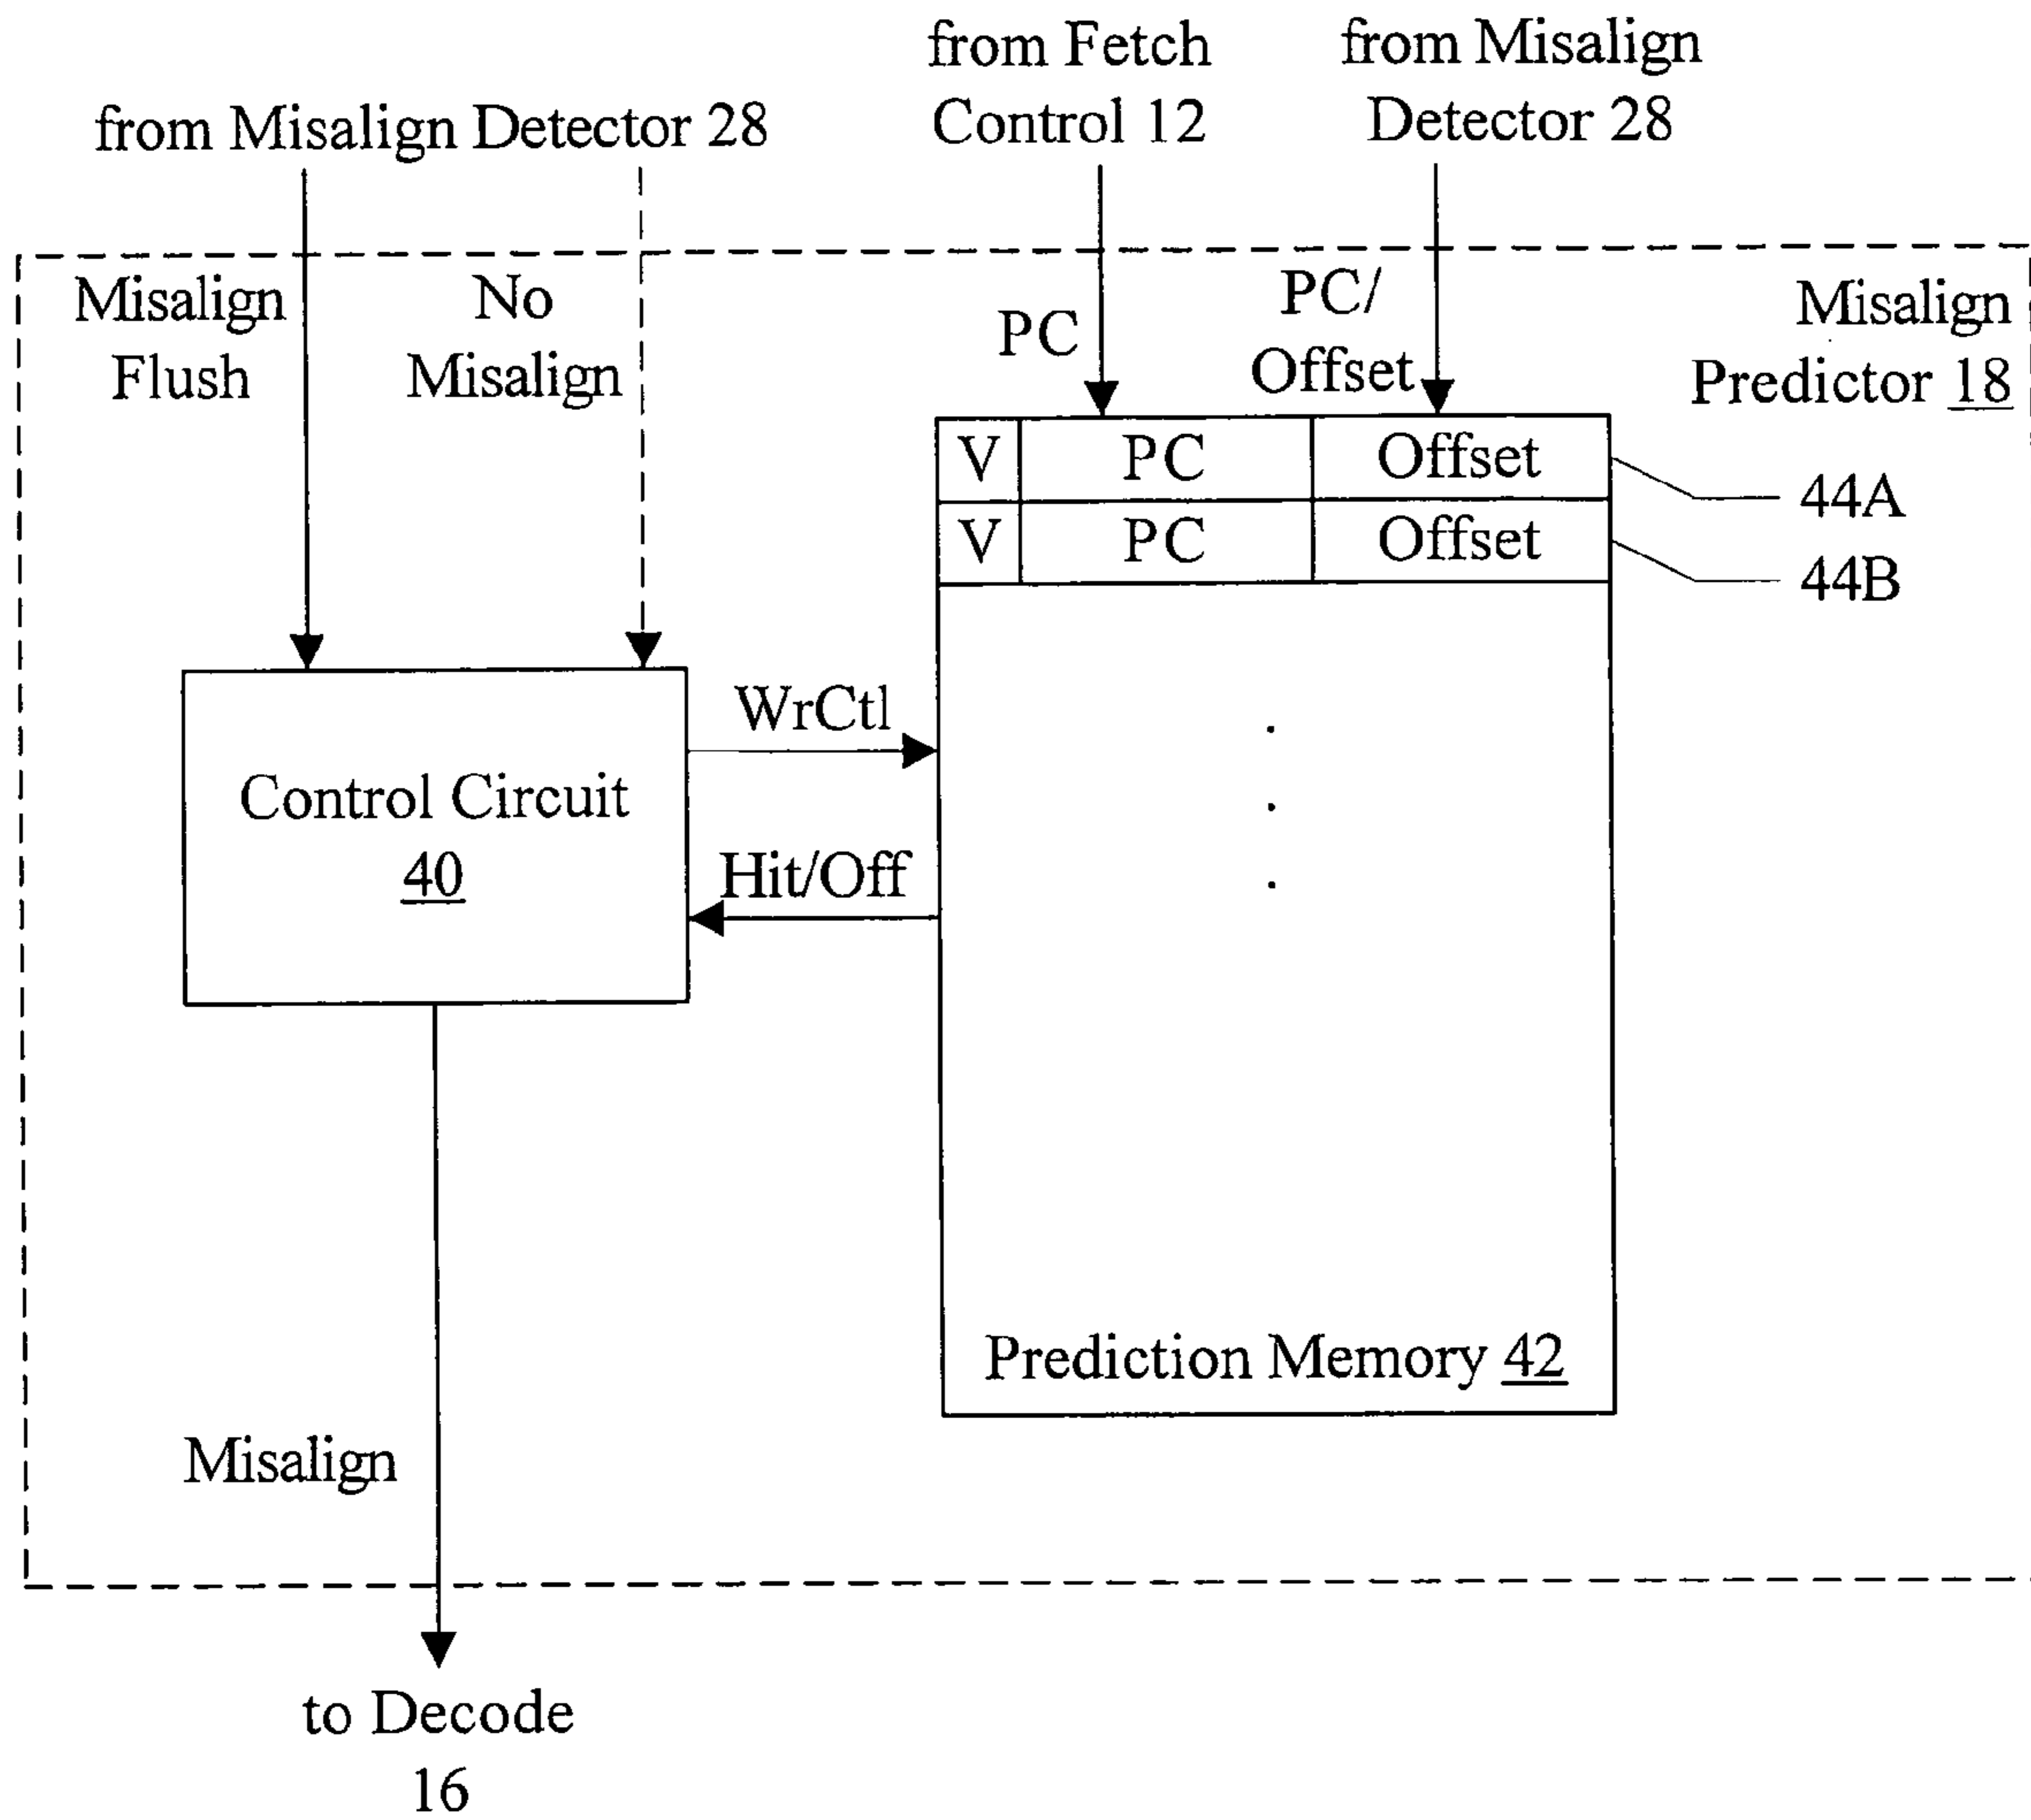 from Fetch
Control 12
from Misalign
Detector 28
from Misalign Detector 28
Misalign
Flush
No
Misalign
PC
PC/
Offset
Misalign
Predictor 18
V PC Offset
44A
V PC Offset
44B
WrCtl
Control Circuit
40
Hit/Off
Prediction Memory 42
Misalign
to Decode
16